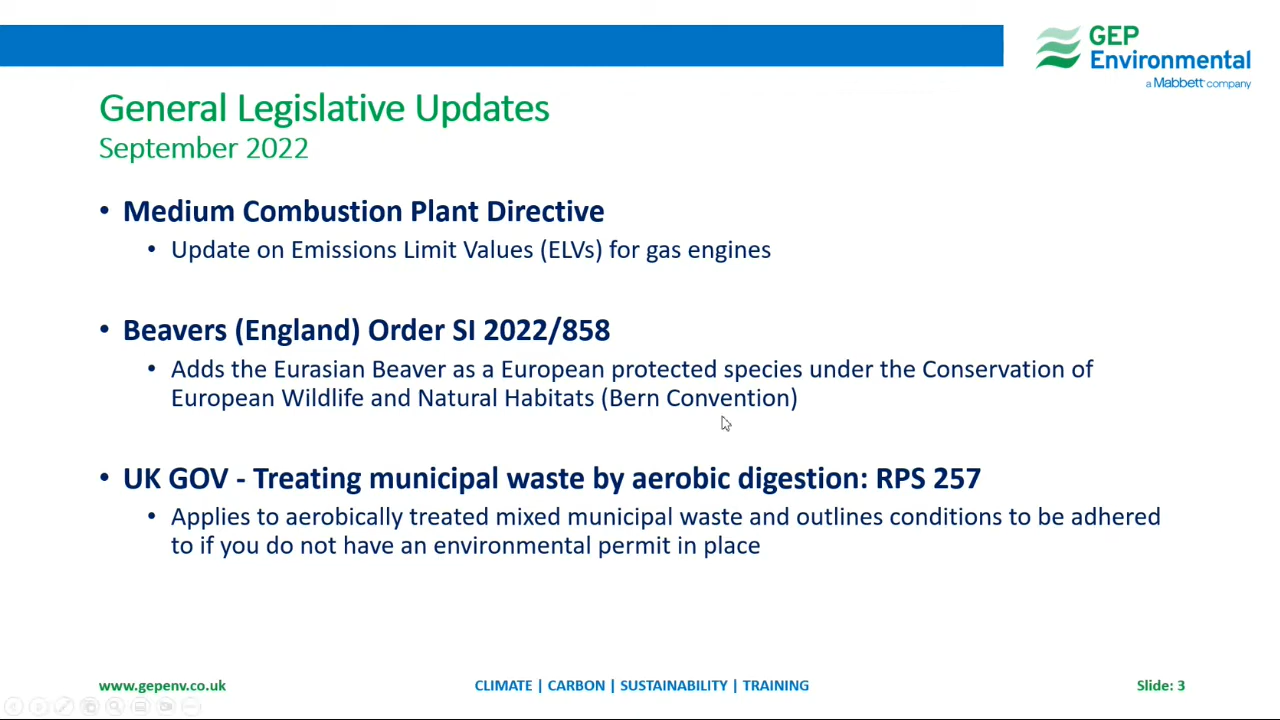 GEP
Environmental
a Mabbett company
General Legislative Updates
September 2022
• Medium Combustion Plant Directive
• Update on Emissions Limit Values (ELVs) for gas engines
• Beavers (England) Order SI 2022/858
• Adds the Eurasian Beaver as a European protected species under the Conservation of
European Wildlife and Natural Habitats (Bern Convention)
• UK GOV - Treating municipal waste by aerobic digestion: RPS 257
• Applies to aerobically treated mixed municipal waste and outlines conditions to be adhered
to if you do not have an environmental permit in place
www.gepenv.co.uk
CLIMATE | CARBON | SUSTAINABILITY | TRAINING
Slide: 3